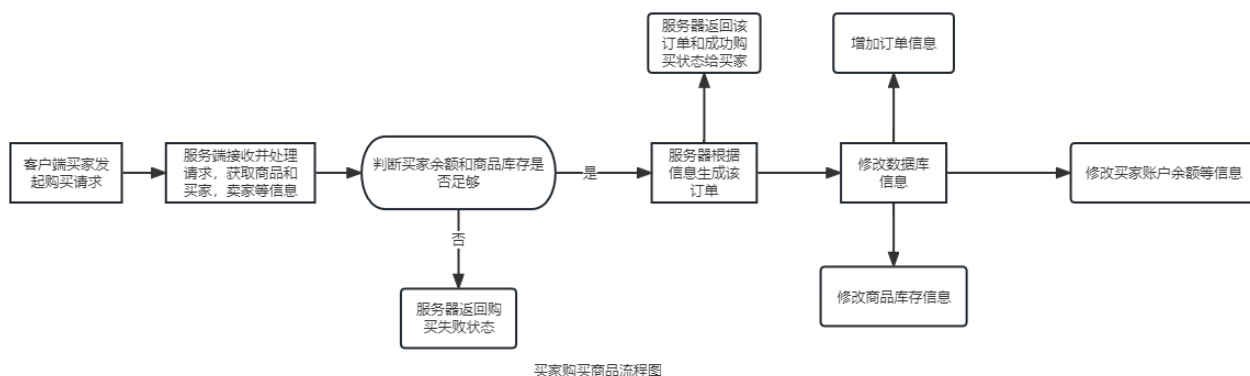 服务器返回该
订单和成功购
买状态给买家
增加订单信息
客户端买家发
起购买请求
服务端接收并处理
请求，获取商品和
买家，卖家等信息
判断买家余额和商品库存是
否足够
是
服务器根据
信息生成该
订单
修改数据库
信息
修改买家账户余额等信息
否
服务器返回购
买失败状态
修改商品库存信息
买家购买商品流程图